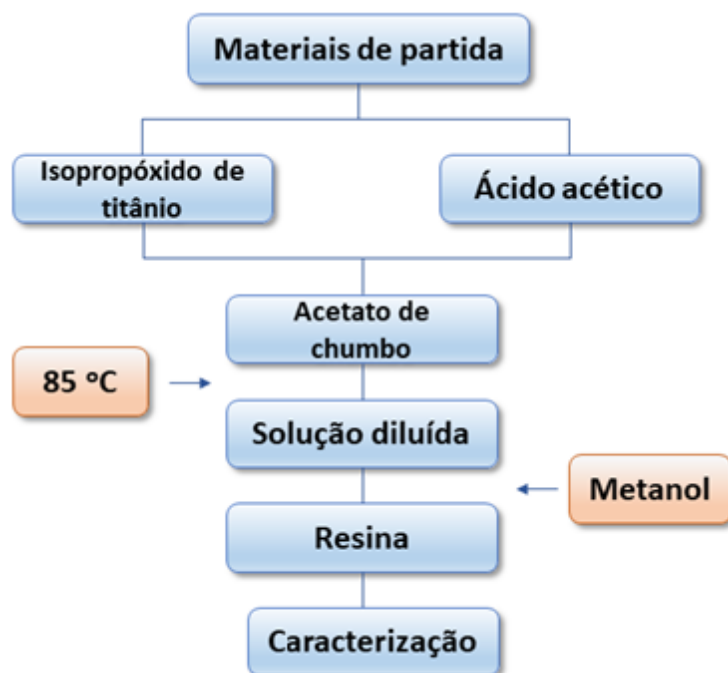 Materiais de partida
Isopropóxido de
titânio
Ácido acético
Acetato de
chumbo
85 °C
Solução diluída
Metanol
Resina
Caracterização